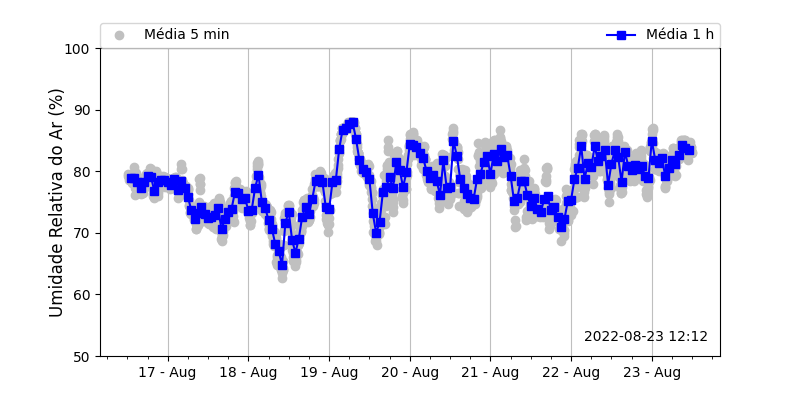 Média 5 min Média 1 h
Umidade Relativa do Ar (%)
100
90
80
70
60
50
2022-08-23 12:12
17 - Aug 18 - Aug 19 - Aug 20 - Aug 21 - Aug 22 - Aug 23 - Aug